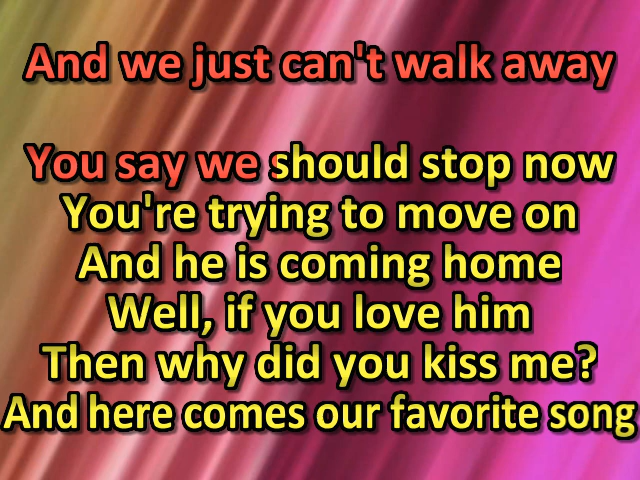 And we just can't walk away
You say we should stop now
You're trying to move on
And he is coming home
Well, if you love him
Then why did you kiss me?
And here comes our favorite song